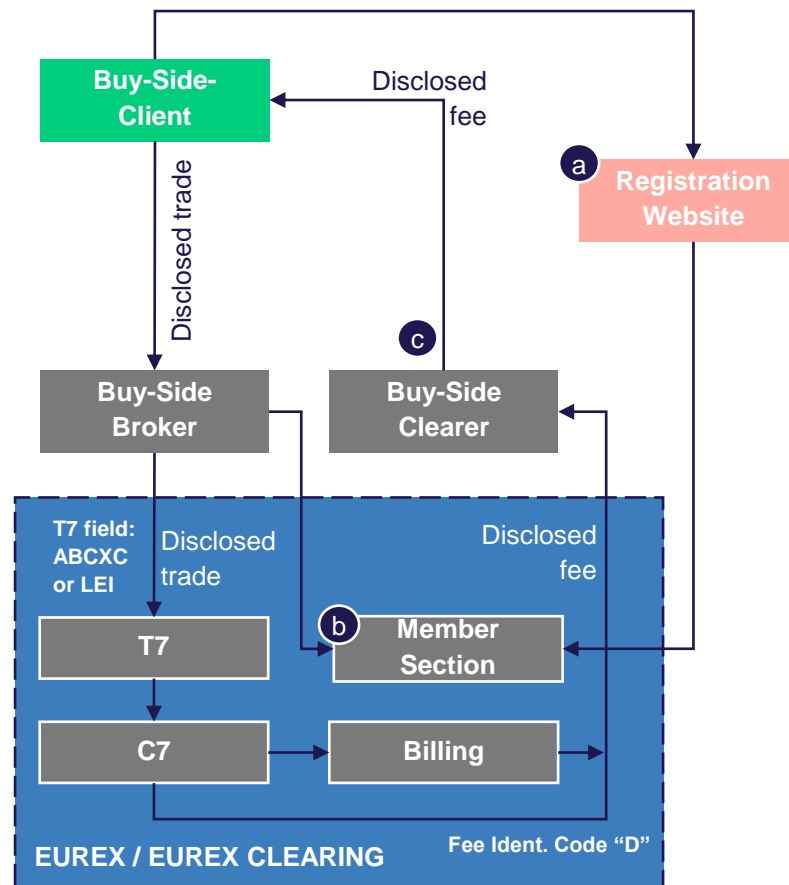 Buy-Side-
Client
Disclosed
fee
a
Registration
Website
Disclosed trade
c
Buy-Side
Broker
Buy-Side
Clearer
T7 field:
ABCXC
or LEI
Disclosed
trade
Disclosed
fee
T7
b
Member
Section
C7
Billing
EUREX / EUREX CLEARING
Fee Ident. Code “D”